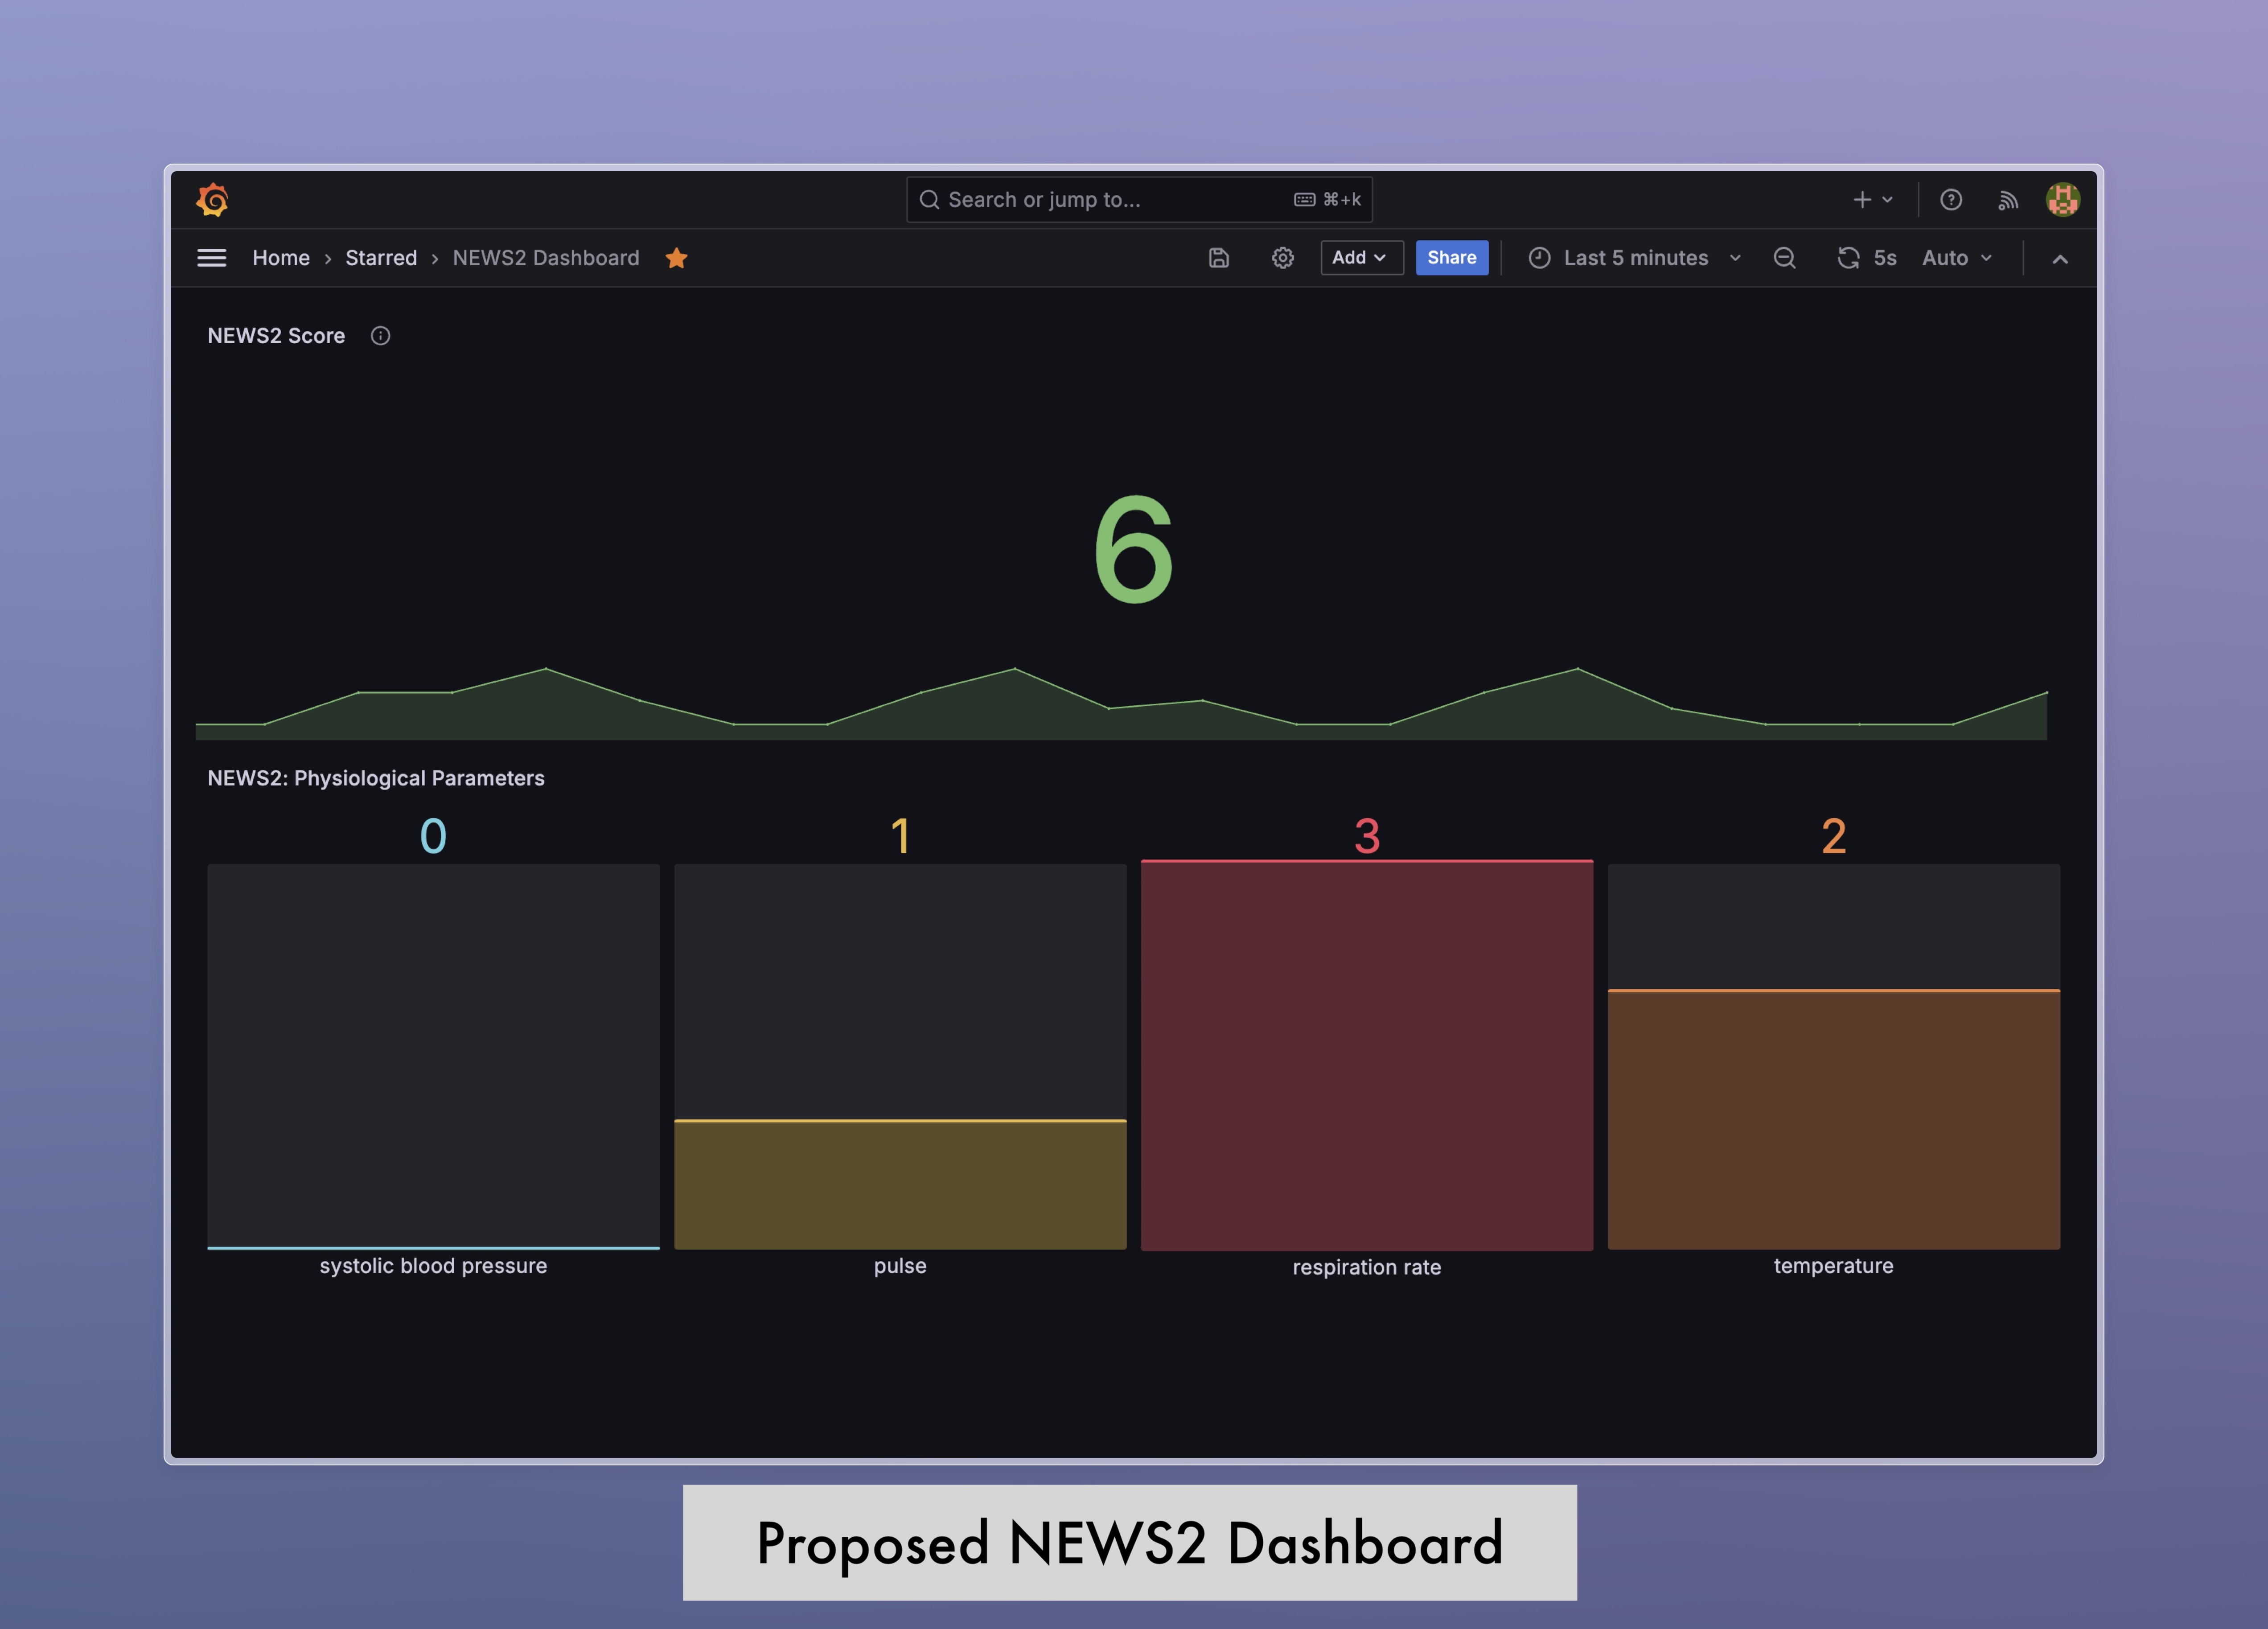 Search or jump to... ⌘+k
Home › Starred › NEWS2 Dashboard Add Share Last 5 minutes 5s Auto
NEWS2 Score
6
NEWS2: Physiological Parameters
0 1 3 2
systolic blood pressure pulse respiration rate temperature
Proposed NEWS2 Dashboard